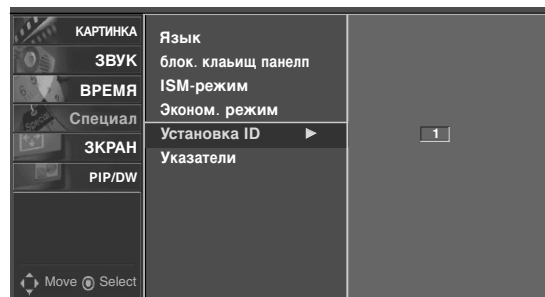 КАРТИНКА
ЗВУК
ВРЕМЯ
Специал
ЗКРАН
PIP/DW
Move Select
Язык
блок. клаьищ панелп
ISM-режим
Эконом. режим
Установка ID ►
Указатели
1